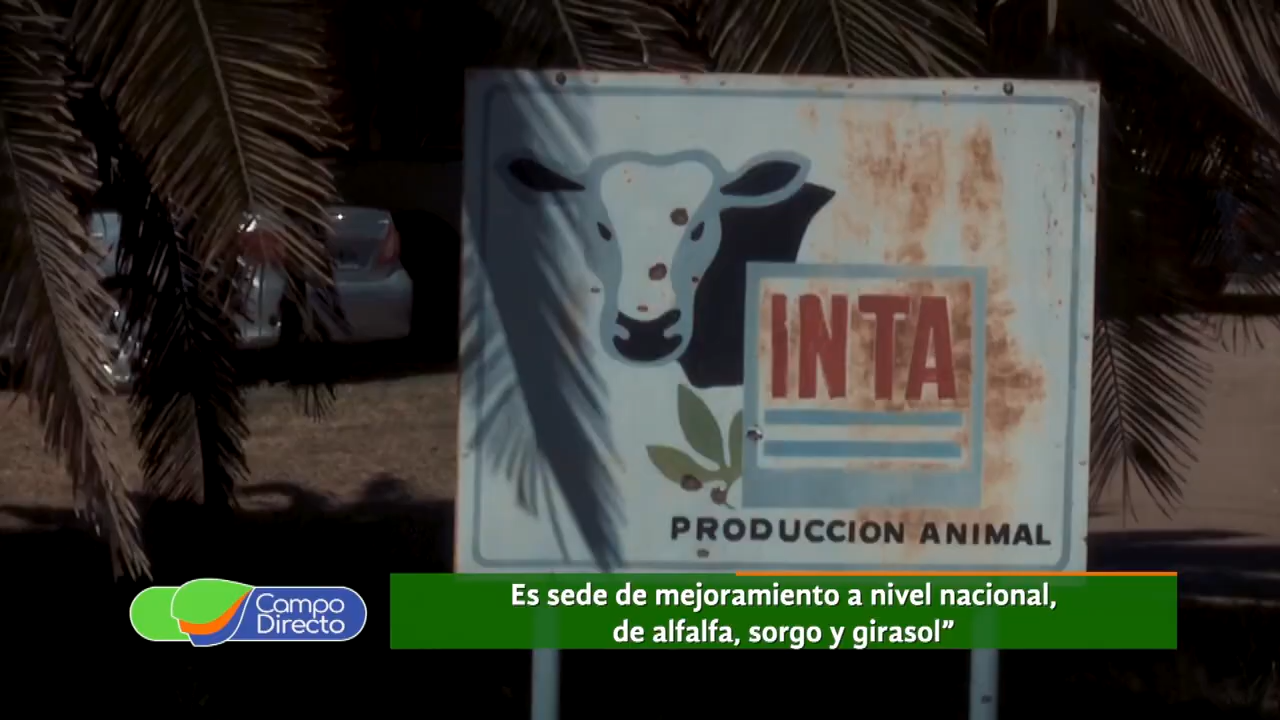 INTA
PRODUCCION ANIMAL
Campo
Directo
Es sede de mejoramiento a nivel nacional,
de alfalfa, sorgo y girasol”